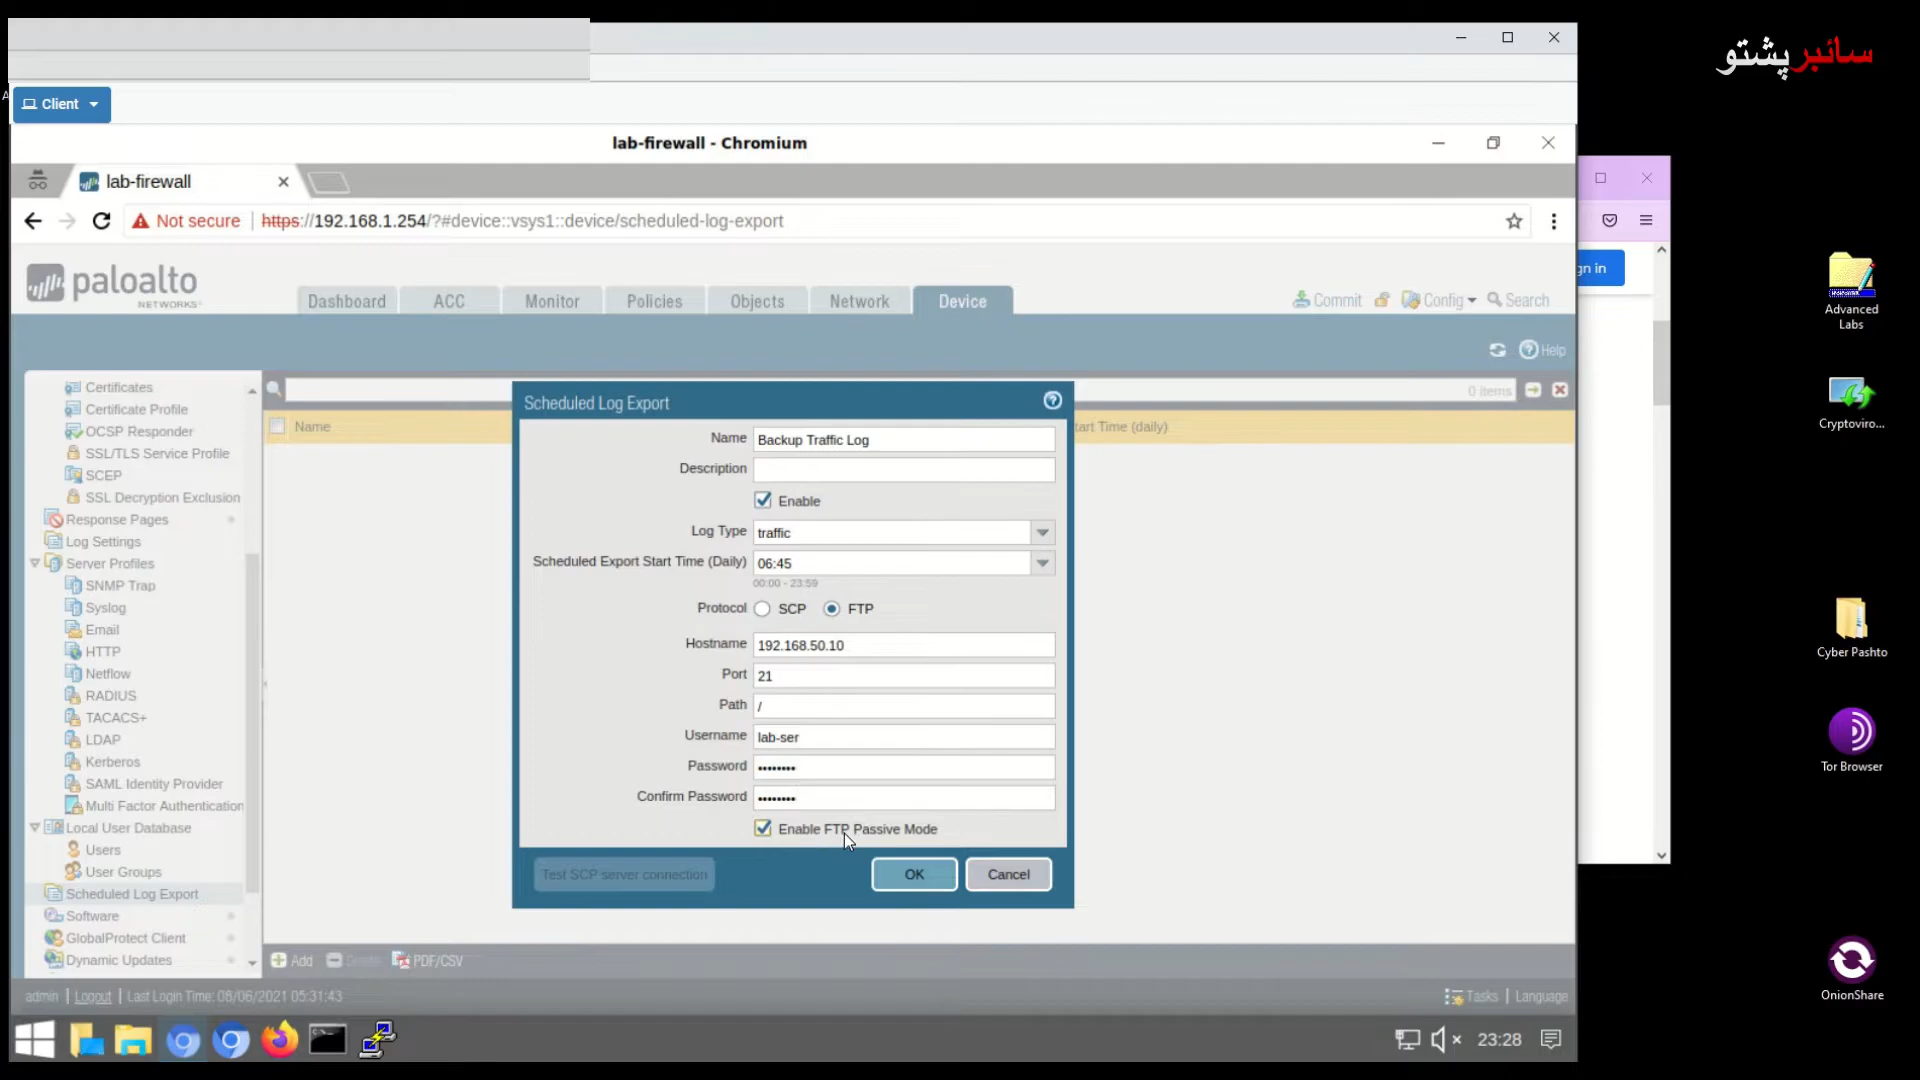 سائبر پشتو
Client
lab-firewall - Chromium
lab-firewall
Not secure
https://192.168.1.254/?#device::vsys1::device/scheduled-log-export
gn in
paloalto
NETWORKS
Dashboard
ACC
Monitor
Policies
Objects
Network
Device
Commit
Config
Search
Help
Certificates
Certificate Profile
OCSP Responder
SSL/TLS Service Profile
SCEP
SSL Decryption Exclusion
Response Pages
Log Settings
Server Profiles
SNMP Trap
Syslog
Email
HTTP
Netflow
RADIUS
TACACS+
LDAP
Kerberos
SAML Identity Provider
Multi Factor Authentication
Local User Database
Users
User Groups
Scheduled Log Export
Software
GlobalProtect Client
Dynamic Updates
0 items
Name
tart Time (daily)
Scheduled Log Export
Name Backup Traffic Log
Description
Enable
Log Type traffic
Scheduled Export Start Time (Daily) 06:45
00:00 - 23:59
Protocol SCP FTP
Hostname 192.168.50.10
Port 21
Path /
Username lab-ser
Password ••••••••
Confirm Password ••••••••
Enable FTP Passive Mode
Test SCP server connection
OK
Cancel
Add
Delete
PDF/CSV
admin | Logout | Last Login Time: 08/06/2021 05:31:43
Tasks | Language
23:28
Advanced
Labs
Cryptoviro...
Cyber Pashto
Tor Browser
OnionShare